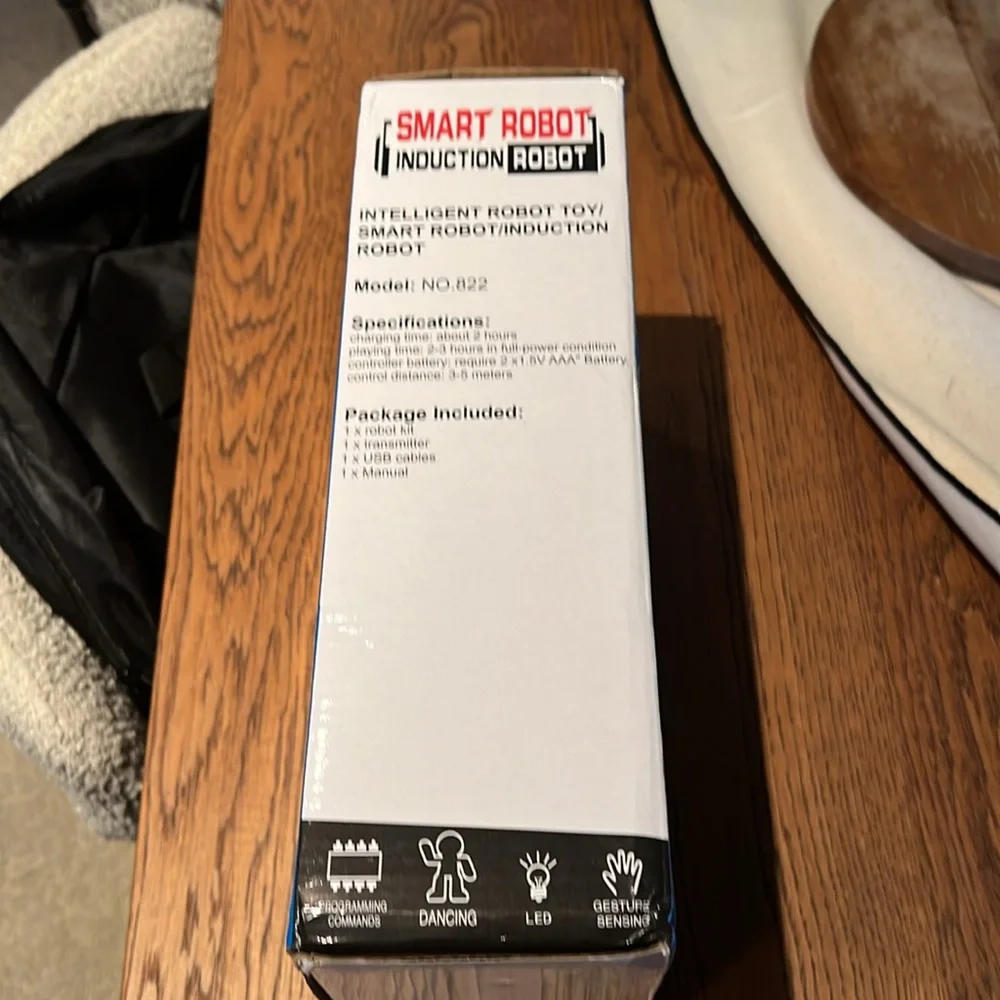 SMART ROBOT
INDUCTION ROBOT
INTELLIGENT ROBOT TOY/
SMART ROBOT/INDUCTION
ROBOT
Model: NO.822
Specifications:
charging time: about 2 hours
playing time: 2-3 hours in full-power condition
controller battery: require 2 x1.5V AAA" Battery
control distance: 3-5 meters
Package Included:
1 x robot kit
1 x transmitter
1 x USB cables
1 x Manual
PROGRAMMING
COMMANDS
DANCING
LED
GESTURE
SENSING